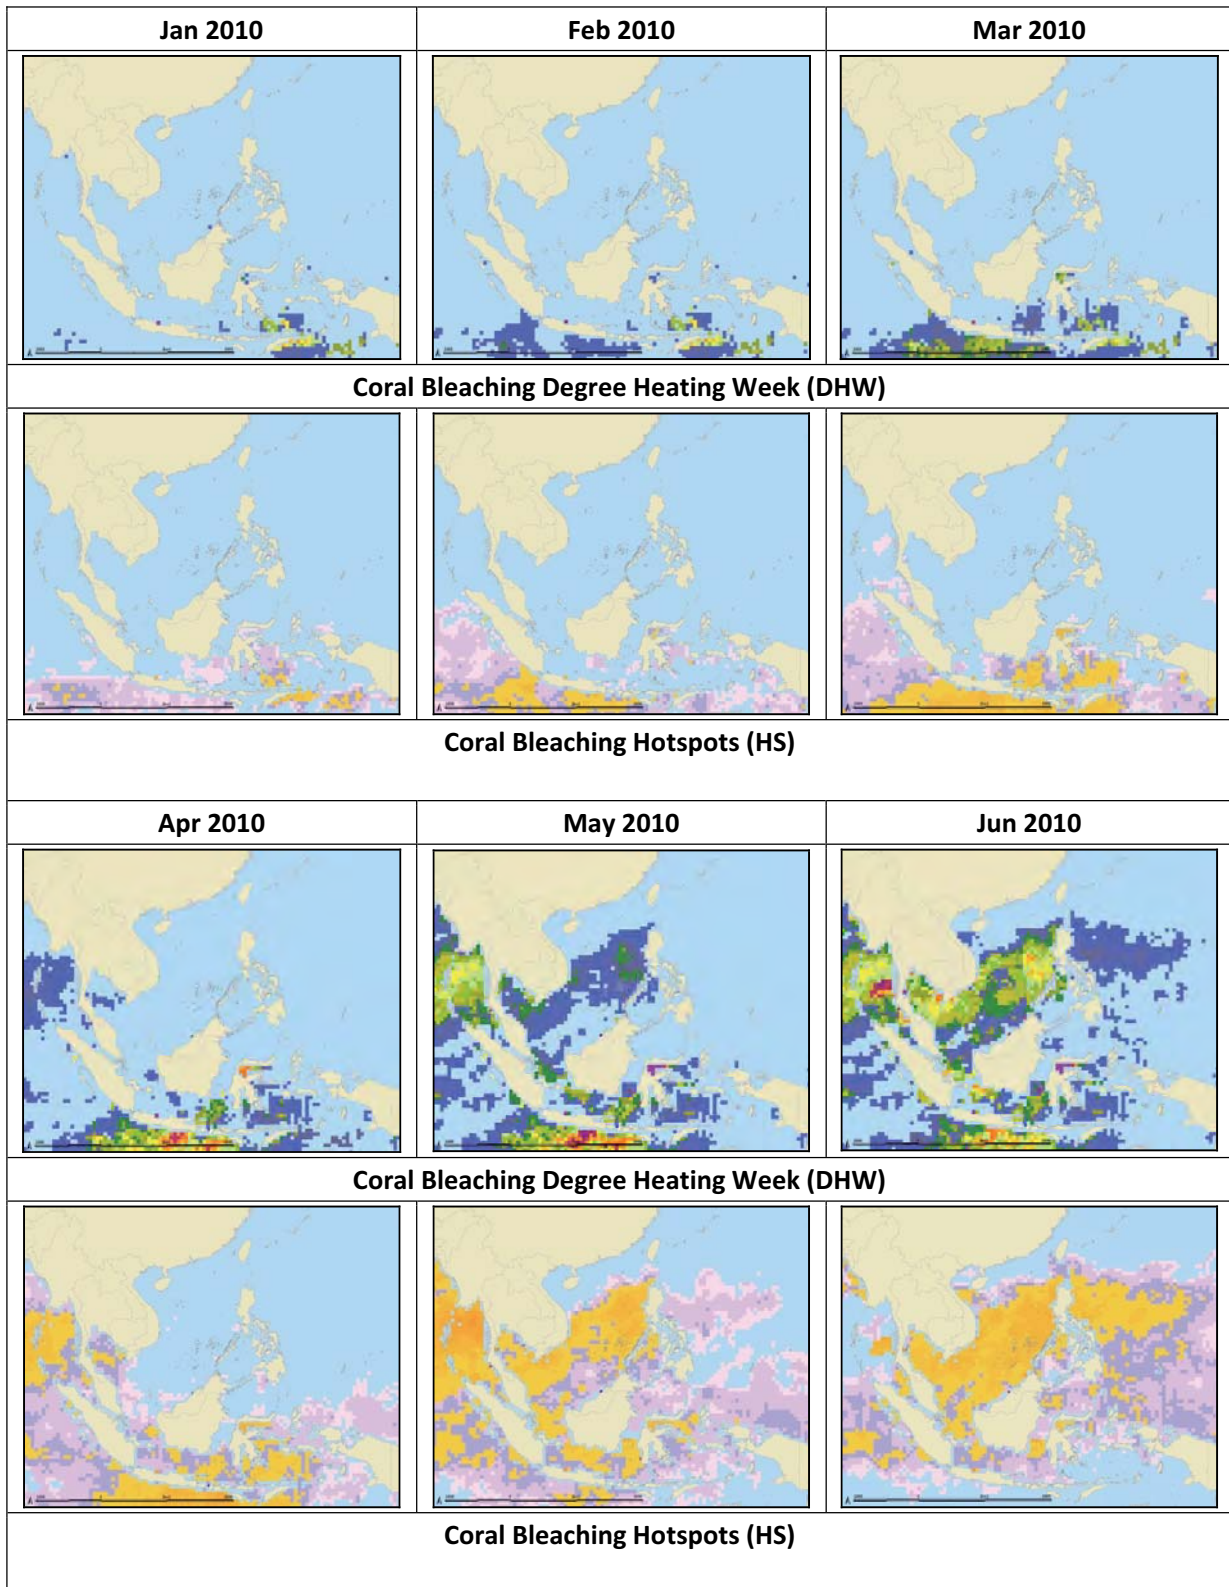 Jan 2010
Feb 2010
Mar 2010
Coral Bleaching Degree Heating Week (DHW)
Coral Bleaching Hotspots (HS)
Apr 2010
May 2010
Jun 2010
Coral Bleaching Degree Heating Week (DHW)
Coral Bleaching Hotspots (HS)